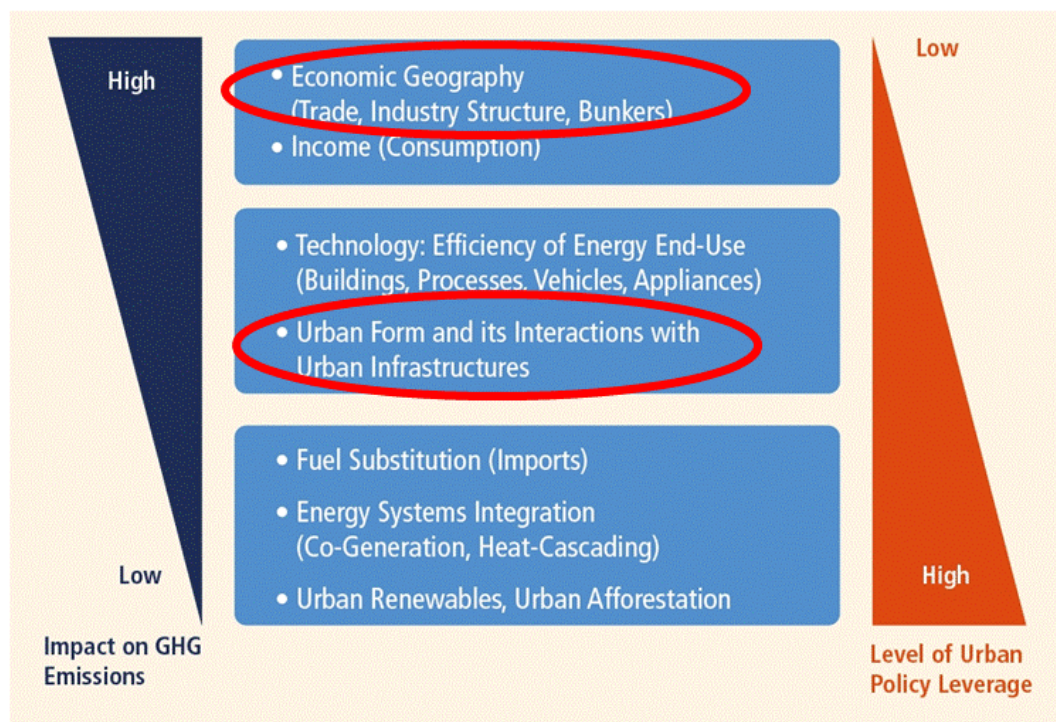 High
• Economic Geography
(Trade, Industry Structure, Bunkers)
• Income (Consumption)
Low
• Technology: Efficiency of Energy End-Use
(Buildings, Processes, Vehicles, Appliances)
• Urban Form and its Interactions with
Urban Infrastructures
• Fuel Substitution (Imports)
• Energy Systems Integration
(Co-Generation, Heat-Cascading)
• Urban Renewables, Urban Afforestation
Low
High
Impact on GHG
Emissions
Level of Urban
Policy Leverage